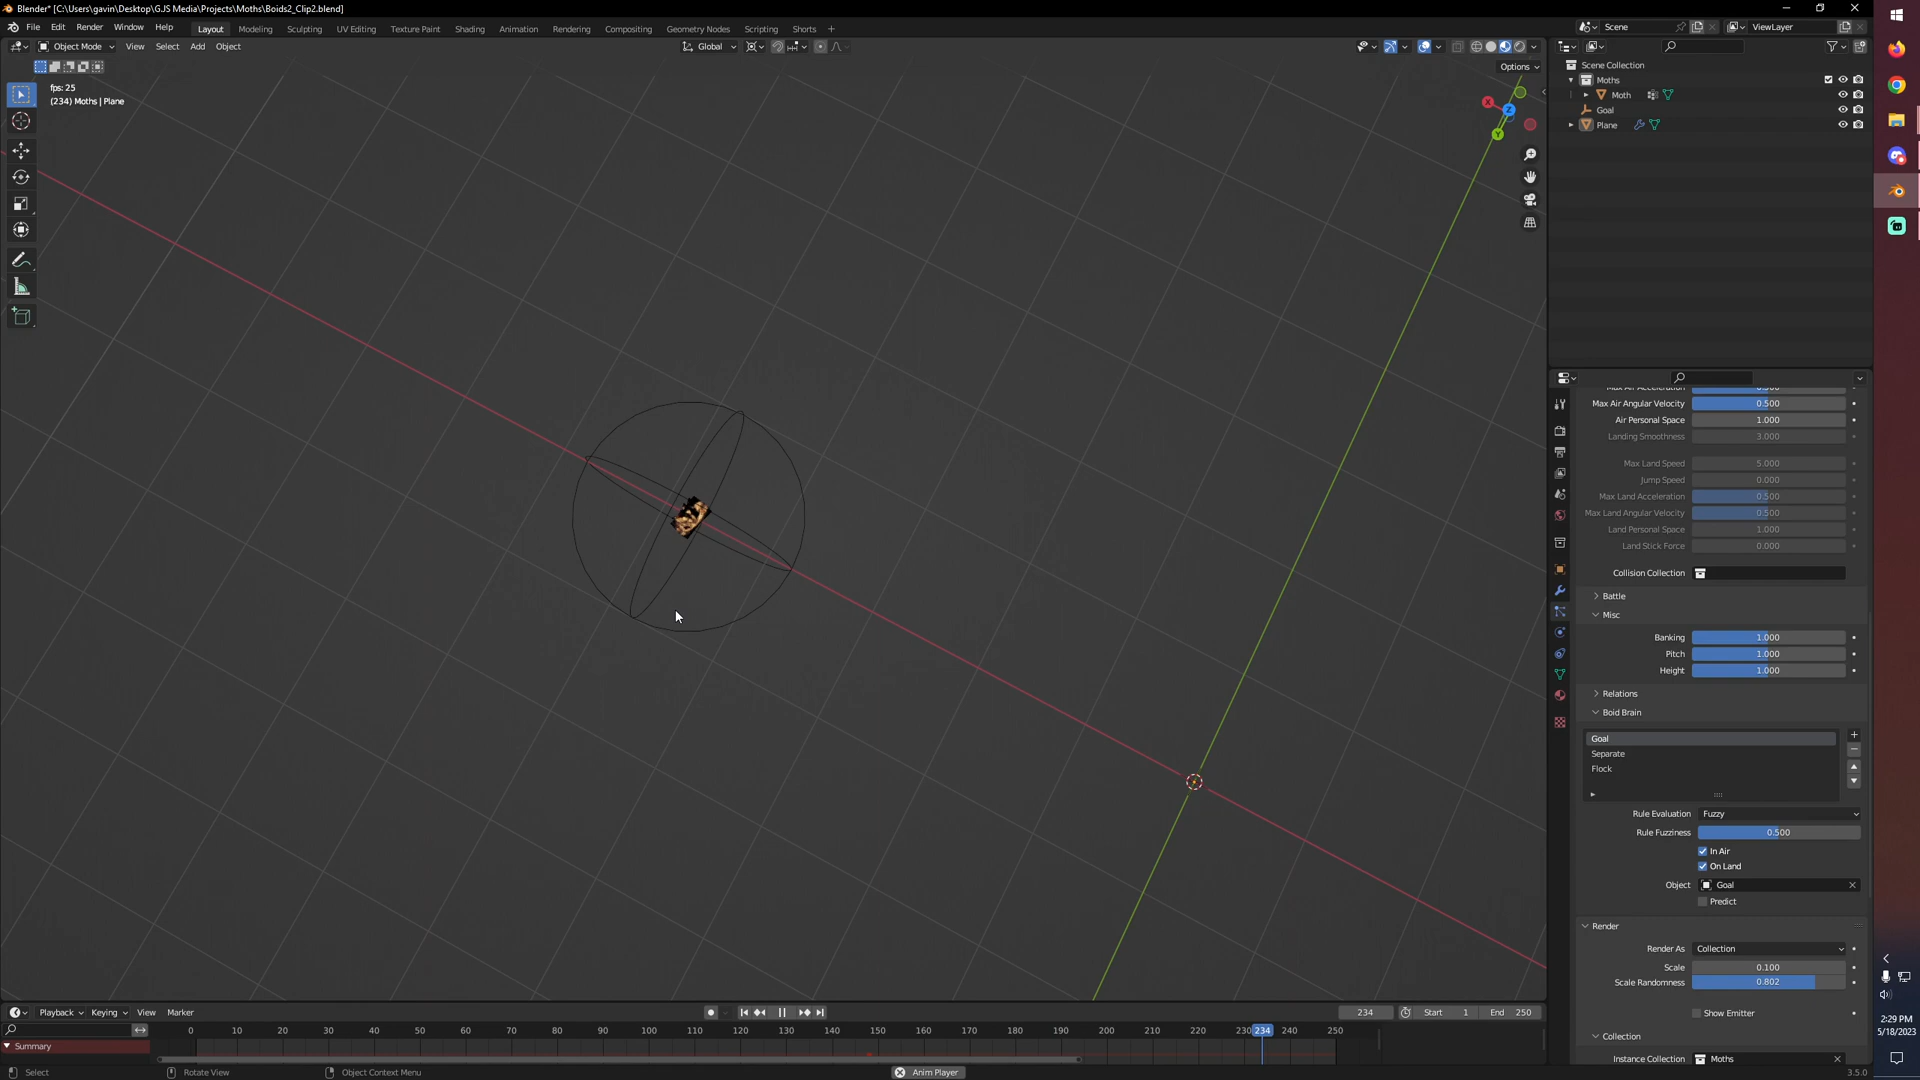 Blender* [C:\Users\gavin\Desktop\GJS Media\Projects\Moths\Boids2_Clip2.blend]
File Edit Render Window Help Layout Modeling Sculpting UV Editing Texture Paint Shading Animation Rendering Compositing Geometry Nodes Scripting Shorts + Scene ViewLayer
Object Mode View Select Add Object Global
Options
fps: 25
(234) Moths | Plane
X
Z
Y
Scene Collection
Moths
Moth
Goal
Plane
Max Air Acceleration 0.500
Max Air Angular Velocity 0.500
Air Personal Space 1.000
Landing Smoothness 3.000
Max Land Speed 5.000
Jump Speed 0.000
Max Land Acceleration 0.500
Max Land Angular Velocity 0.500
Land Personal Space 1.000
Land Stick Force 0.000
Collision Collection
Battle
Misc
Banking 1.000
Pitch 1.000
Height 1.000
Relations
Boid Brain
Goal
Separate
Flock
Rule Evaluation Fuzzy
Rule Fuzziness 0.500
In Air
On Land
Object Goal
Predict
Render
Render As Collection
Scale 0.100
Scale Randomness 0.802
Show Emitter
Collection
Instance Collection Moths
Playback Keying View Marker 234 Start 1 End 250
0 10 20 30 40 50 60 70 80 90 100 110 120 130 140 150 160 170 180 190 200 210 220 230 234 240 250
Summary
Select Rotate View Object Context Menu Anim Player 3.5.0
2:29 PM
5/18/2023